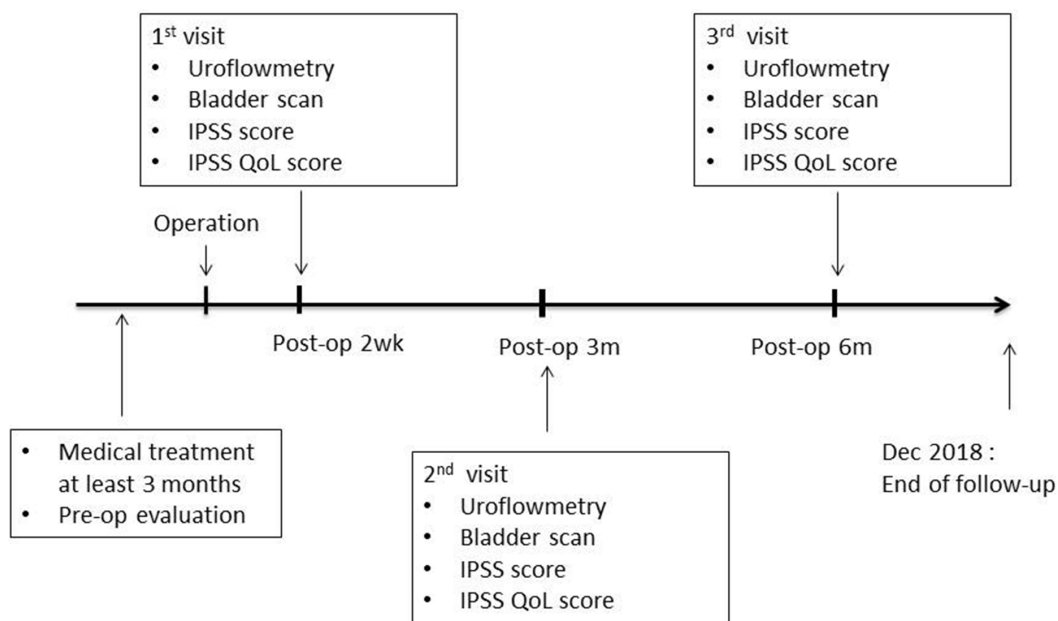 1st visit
• Uroflowmetry
• Bladder scan
• IPSS score
• IPSS QoL score
3rd visit
• Uroflowmetry
• Bladder scan
• IPSS score
• IPSS QoL score
Operation
Post-op 2wk
Post-op 3m
Post-op 6m
• Medical treatment
at least 3 months
• Pre-op evaluation
2nd visit
• Uroflowmetry
• Bladder scan
• IPSS score
• IPSS QoL score
Dec 2018 :
End of follow-up